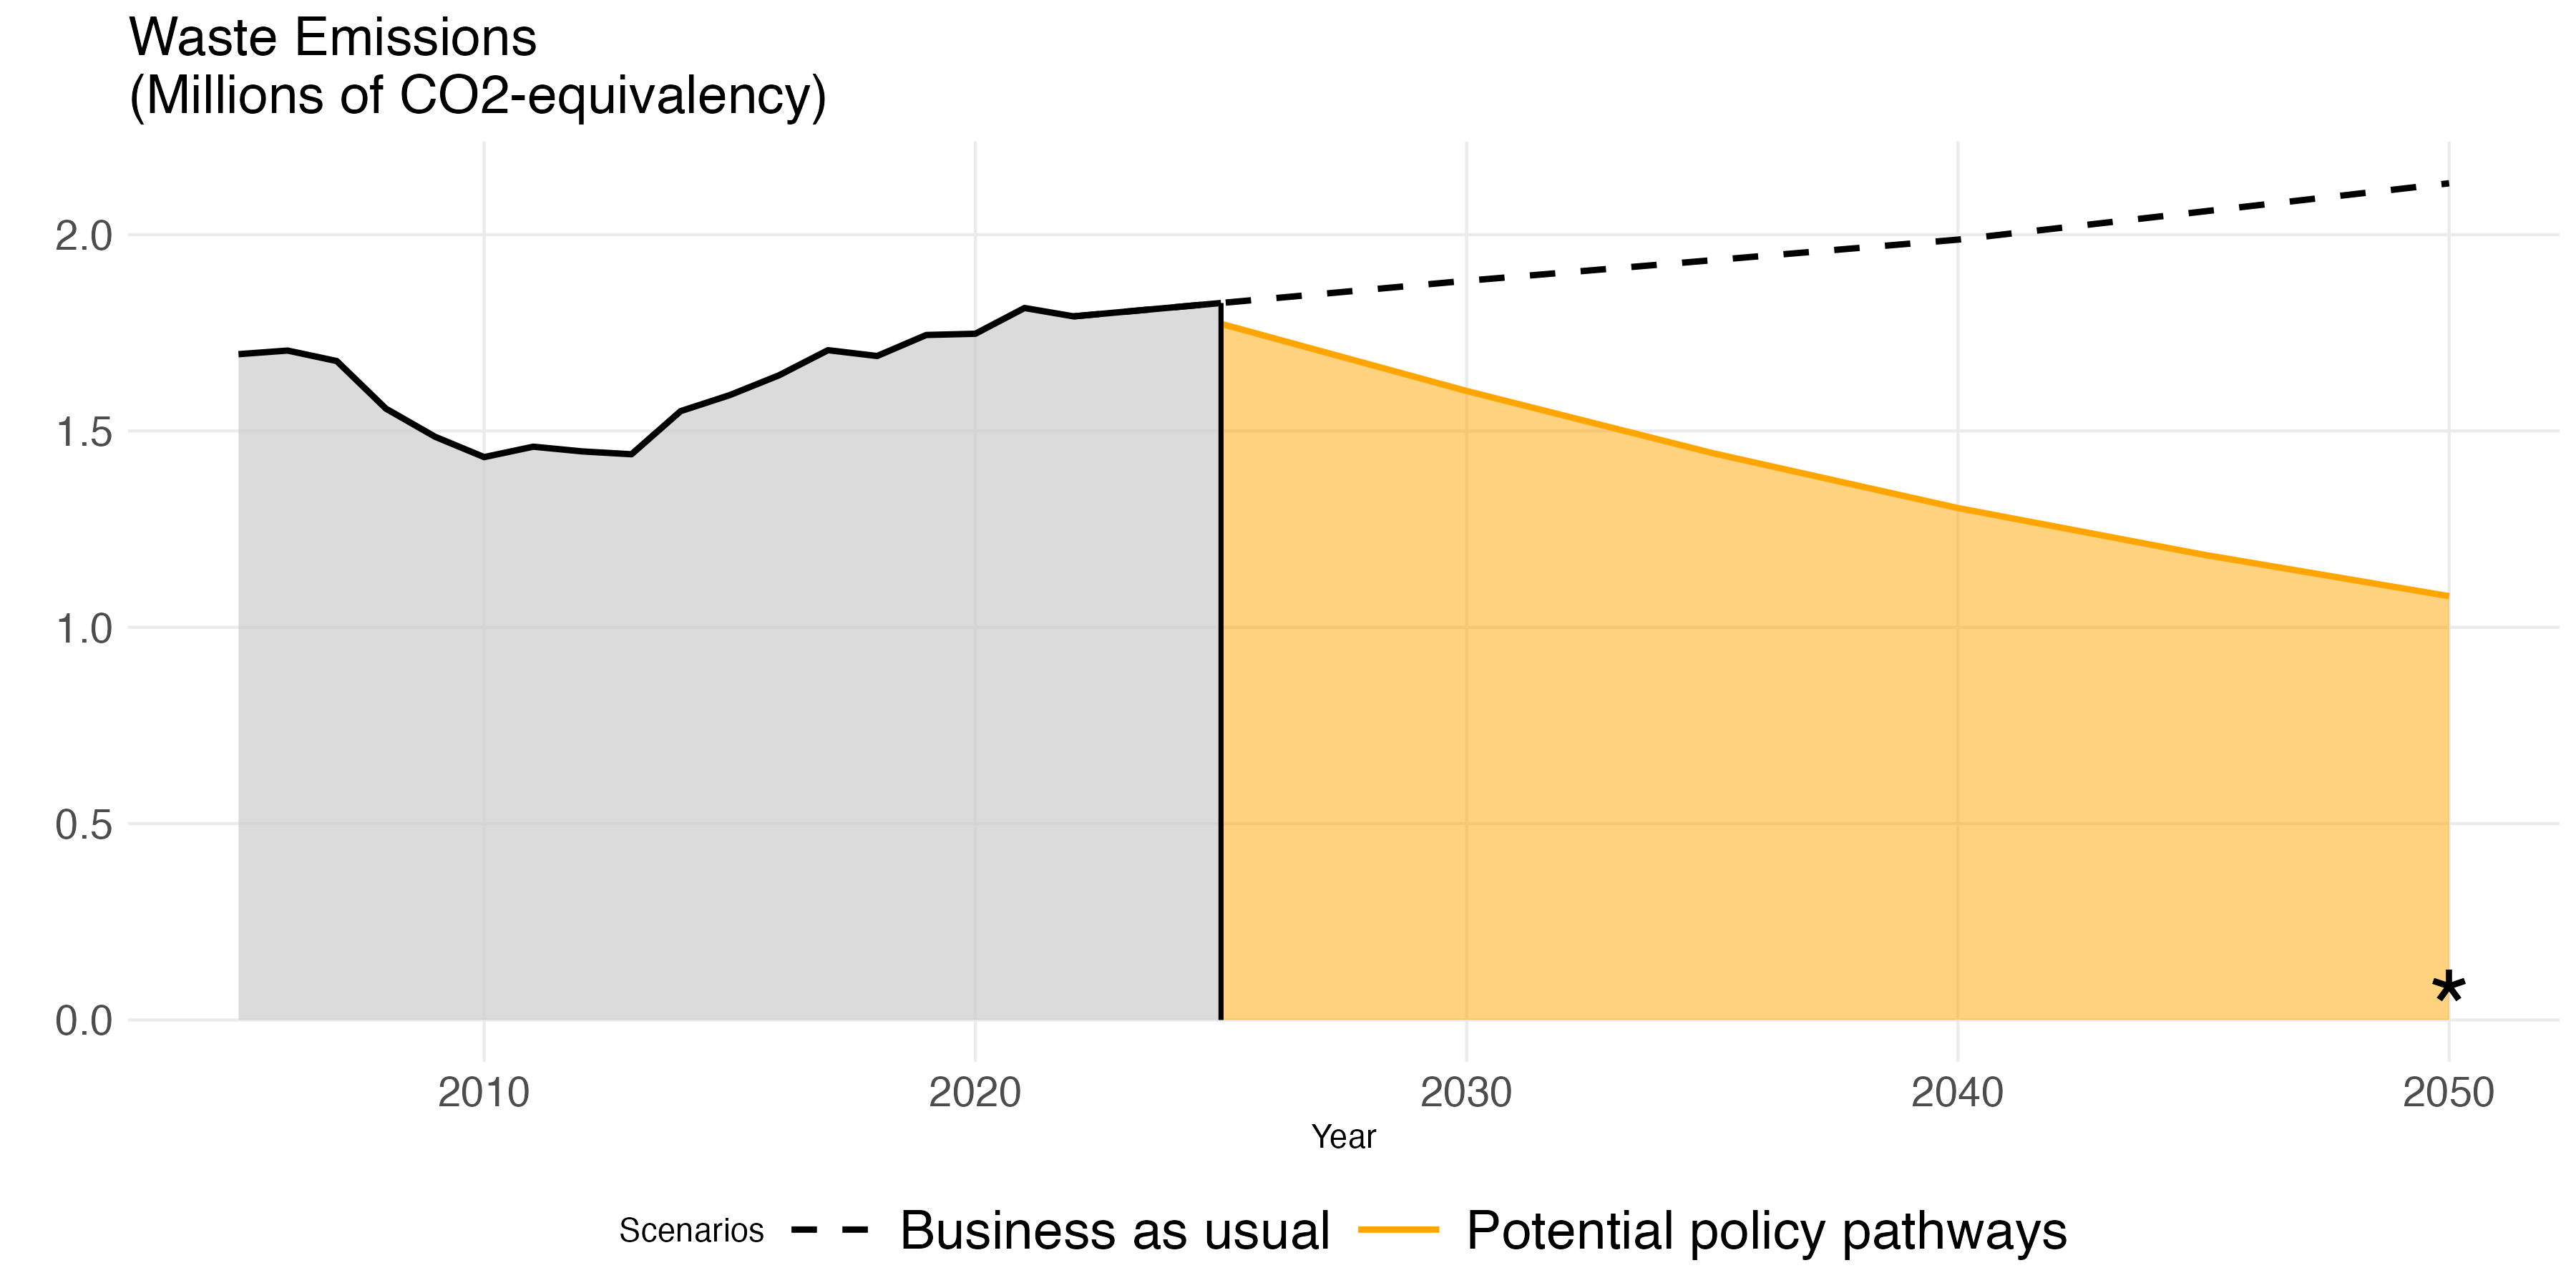 Waste Emissions
(Millions of CO2-equivalency)
2.0
1.5
1.0
0.5
0.0
*
2010 2020 2030 2040 2050
Year
Scenarios Business as usual Potential policy pathways